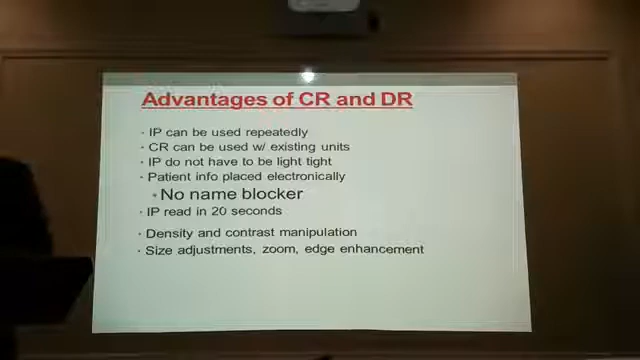 Advantages of CR and DR
· IP can be used repeatedly
· CR can be used w/ existing units
· IP do not have to be light tight
· Patient info placed electronically
• No name blocker
· IP read in 20 seconds
· Density and contrast manipulation
· Size adjustments, zoom, edge enhancement